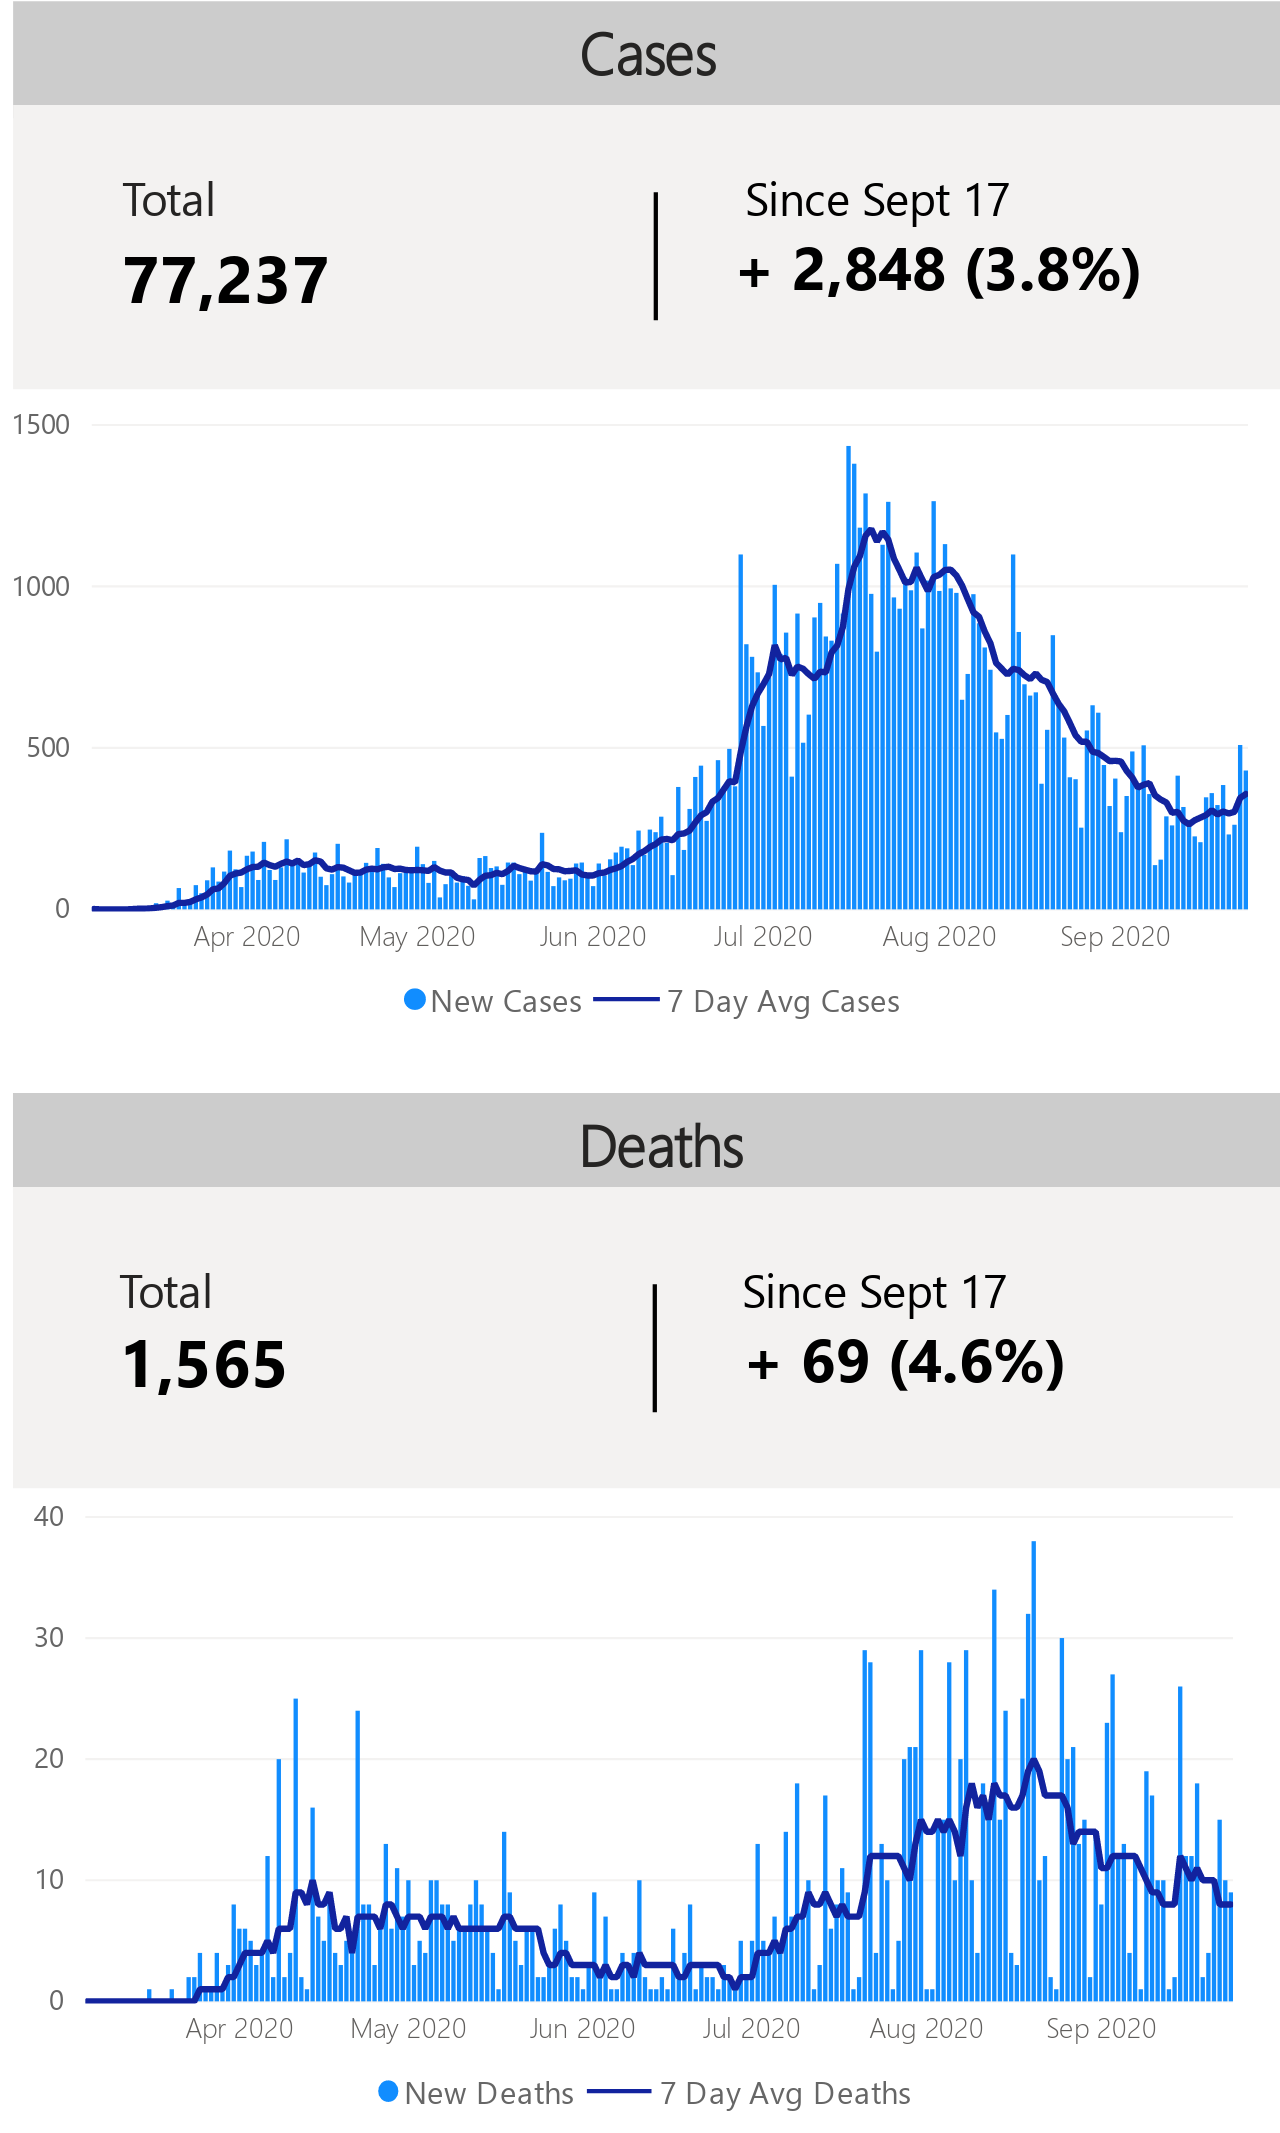 Cases
Total
Since Sept 17
77,237
+ 2,848 (3.8%)
1500
1000
500
0
Apr 2020 May 2020 Jun 2020 Jul 2020 Aug 2020 Sep 2020
New Cases 7 Day Avg Cases
Deaths
Total
Since Sept 17
1,565
+ 69 (4.6%)
40
30
20
10
0
Apr 2020 May 2020 Jun 2020 Jul 2020 Aug 2020 Sep 2020
New Deaths 7 Day Avg Deaths